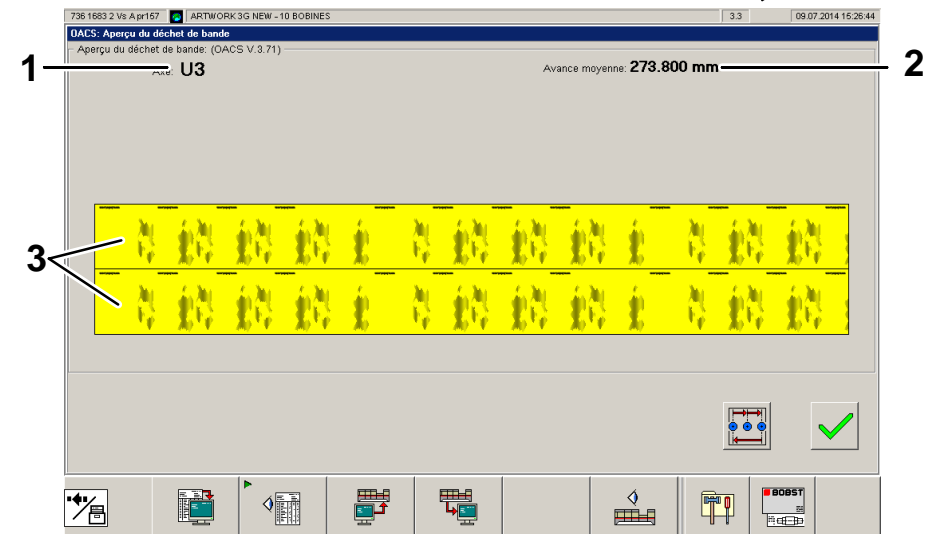 736 1683 2 Vs Apr157 ARTWORK 3G NEW - 10 BOBINES 3.3 09.07.2014 15:26:44
OACS: Aperçu du déchet de bande
Aperçu du déchet de bande: (OACS V.3.71)
1 Axe: U3 Avance moyenne: 273.800 mm 2
3
BOBST